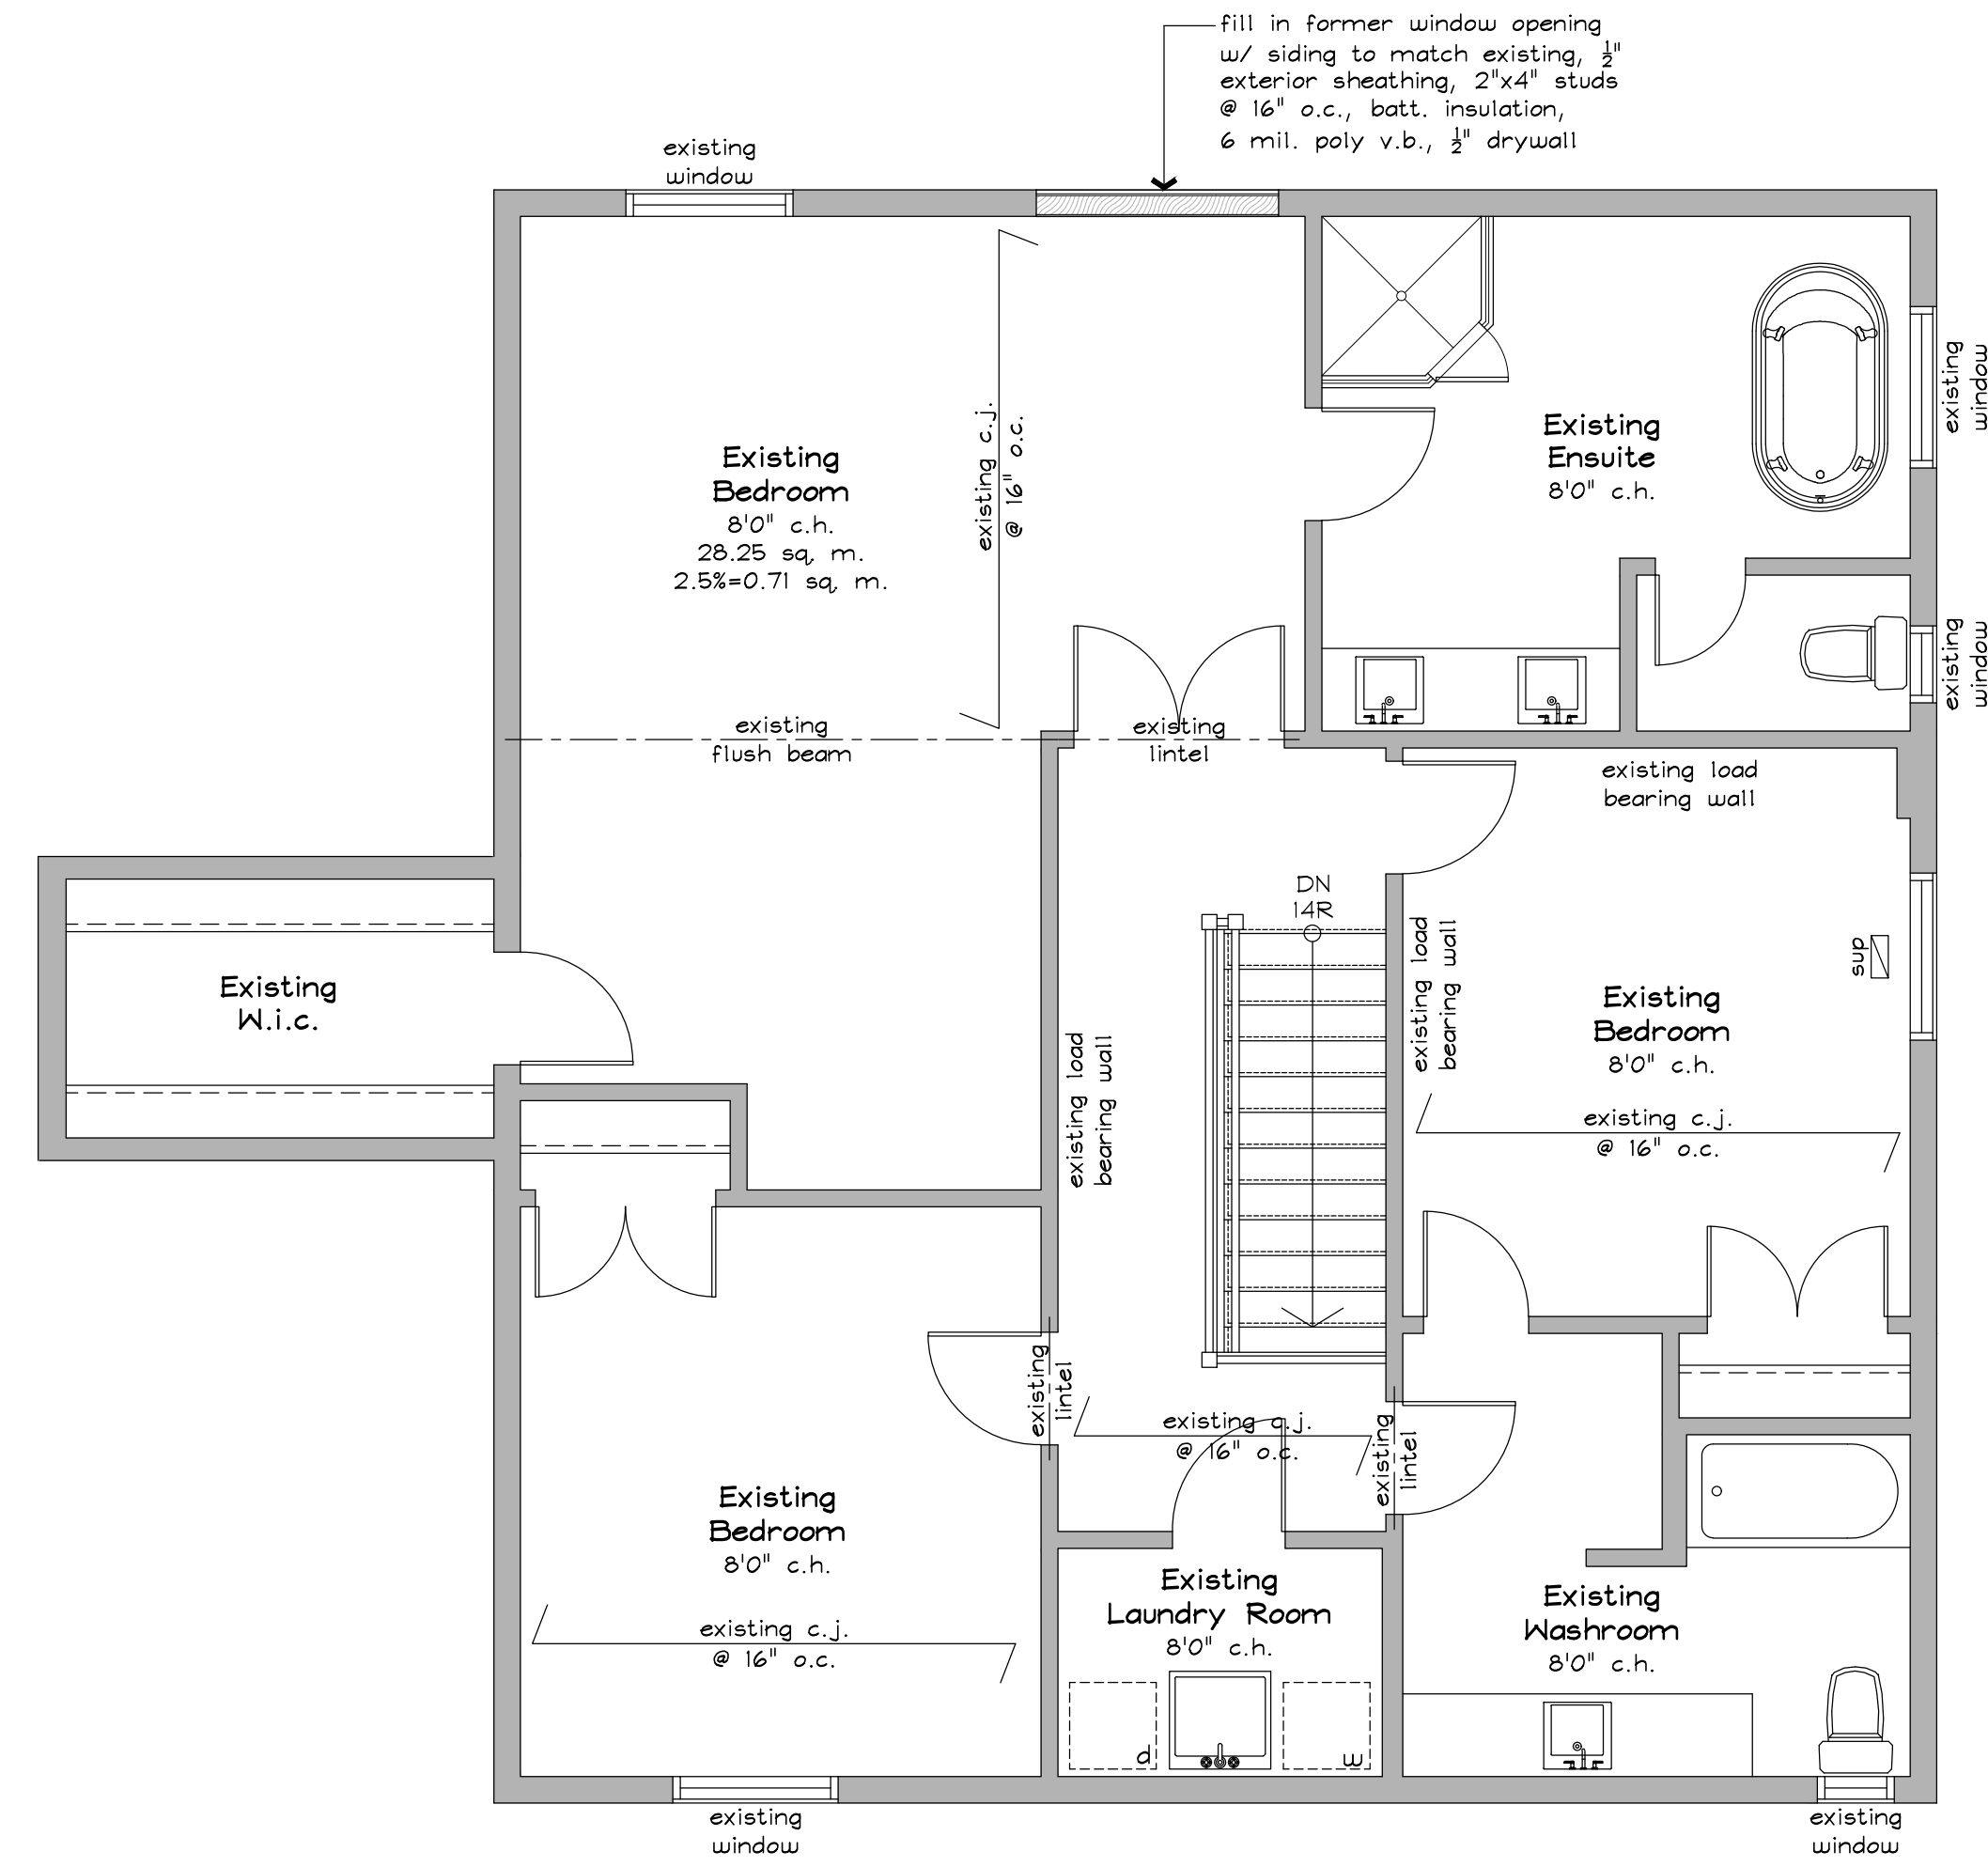 fill in former window opening
w/ siding to match existing, ½"
exterior sheathing, 2"x4" studs
@ 16" o.c., batt. insulation,
6 mil. poly v.b., ½" drywall
existing
window
existing
window
existing
window
Existing
Bedroom
8'0" c.h.
28.25 sq. m.
2.5%=0.71 sq. m.
existing c.j.
@ 16" o.c.
Existing
Ensuite
8'0" c.h.
existing
flush beam
existing
lintel
existing load
bearing wall
DN
14R
existing load
bearing wall
sup
Existing
W.i.c.
existing load
bearing wall
Existing
Bedroom
8'0" c.h.
existing c.j.
@ 16" o.c.
existing
lintel
existing c.j.
@ 16" o.c.
existing
lintel
Existing
Bedroom
8'0" c.h.
existing c.j.
@ 16" o.c.
Existing
Laundry Room
8'0" c.h.
d
w
Existing
Washroom
8'0" c.h.
existing
window
existing
window